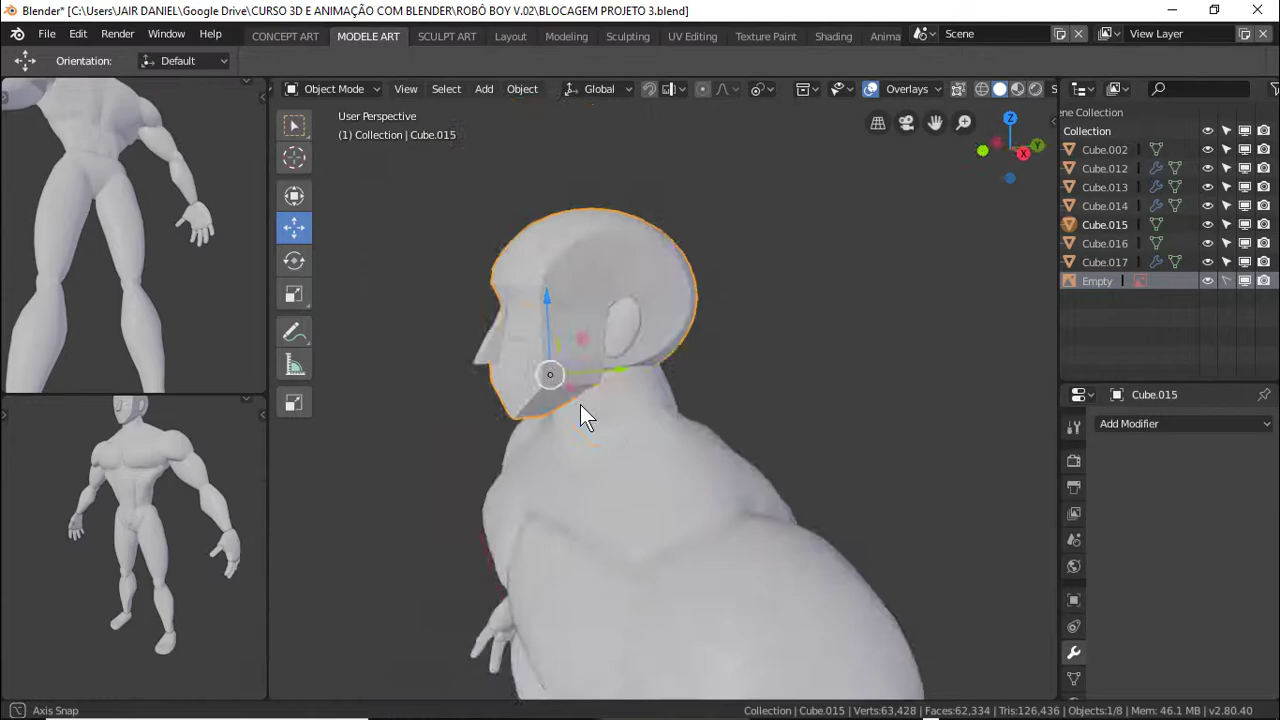 Blender* [C:\Users\JAIR DANIEL\Google Drive\CURSO 3D E ANIMAÇÃO COM BLENDER\ROBÔ BOY V.02\BLOCAGEM PROJETO 3.blend]
File Edit Render Window Help
CONCEPT ART MODELE ART SCULPT ART Layout Modeling Sculpting UV Editing Texture Paint Shading Anima
Scene View Layer
Orientation: Default
Object Mode View Select Add Object Global Overlays S
User Perspective
(1) Collection | Cube.015
Z
X
Y
ene Collection
Collection
Cube.002
Cube.012
Cube.013
Cube.014
Cube.015
Cube.016
Cube.017
Empty
Cube.015
Add Modifier
Axis Snap
Collection | Cube.015 | Verts:63,428 | Faces:62,334 | Tris:126,436 | Objects:1/8 | Mem: 46.1 MB | v2.80.40